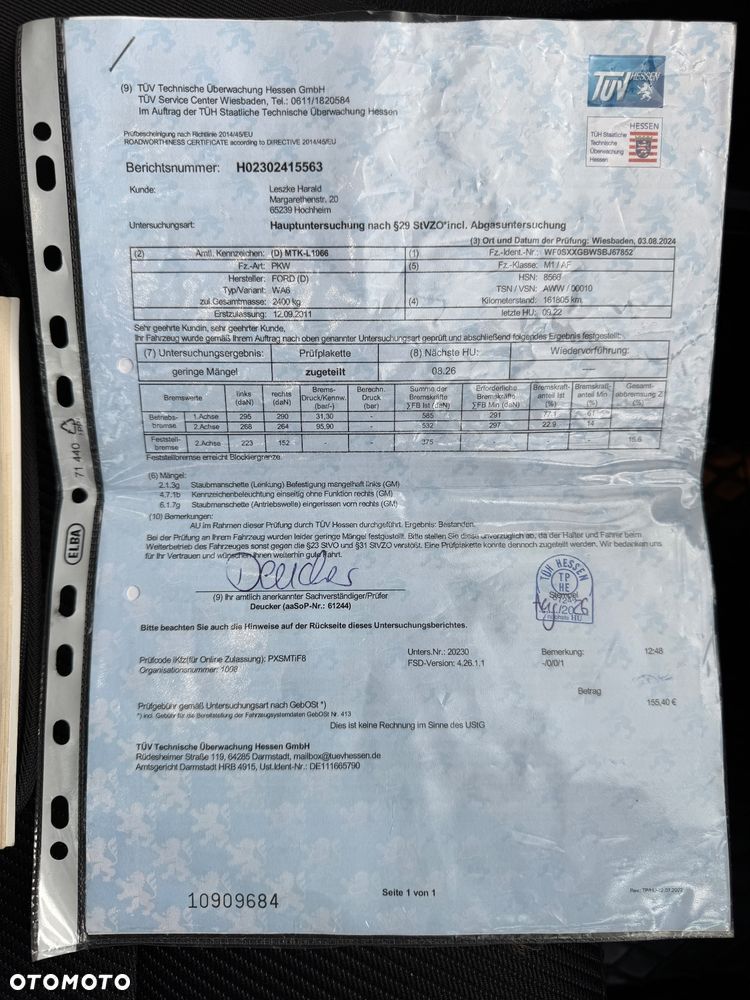 (9) TÜV Technische Überwachung Hessen GmbH
TÜV Service Center Wiesbaden, Tel.: 0611/1820584
Im Auftrag der TÜH Staatliche Technische Überwachung Hessen
TÜV HESSEN
HESSEN
TÜH Staatliche
Technische
Überwachung
Hessen
Prüfbescheinigung nach Richtlinie 2014/45/EU
ROADWORTHINESS CERTIFICATE according to DIRECTIVE 2014/45/EU
Berichtsnummer: H02302415563
Kunde: Leszke Harald
Margarethenstr. 20
65239 Hochheim
Untersuchungsart: Hauptuntersuchung nach §29 StVZO*incl. Abgasuntersuchung
(3) Ort und Datum der Prüfung: Wiesbaden, 03.08.2024
(2) Amtl. Kennzeichen: (D) MTK-L1066 (1) Fz.-Ident.-Nr.: WF0SXXGBWSBJ67852
Fz.-Art: PKW (5) Fz.-Klasse: M1 / AF
Hersteller: FORD (D) HSN: 8566
Typ/Variant: WA6 TSN / VSN: AWW / 00010
zul.Gesamtmasse: 2400 kg (4) Kilometerstand: 161805 km
Erstzulassung: 12.09.2011 letzte HU: 09.22
Sehr geehrte Kundin, sehr geehrter Kunde,
Ihr Fahrzeug wurde gemäß Ihrem Auftrag nach oben genannter Untersuchungsart geprüft und abschließend folgendes Ergebnis festgestellt:
(7) Untersuchungsergebnis: Prüfplakette (8) Nächste HU: Wiedervorführung:
geringe Mängel zugeteilt 08.26 ----
Bremswerte links (daN) rechts (daN) Brems-Druck/Kennw. (bar/-) Berechn. Druck (bar) Summe der Bremskräfte ∑FB Ist (daN) Erforderliche Bremskräfte ∑FB Min (daN) Bremskraft-anteil Ist (%) Bremskraft-anteil Min (%) Gesamt-abbremsung Z (%)
Betriebs-bremse 1.Achse 295 290 31,30 585 291 77.1 61
2.Achse 268 264 95,90 532 297 22.9 14
Feststell-bremse 2.Achse 223 152 375 15.6
Feststellbremse erreicht Blockiergrenze.
(6) Mängel:
2.1.3g Staubmanschette (Lenkung) Befestigung mangelhaft links (GM)
4.7.1b Kennzeichenbeleuchtung einseitig ohne Funktion rechts (GM)
6.1.7g Staubmanschette (Antriebswelle) eingerissen vorn rechts (GM)
(10) Bemerkungen:
AU im Rahmen dieser Prüfung durch TÜV Hessen durchgeführt. Ergebnis: Bestanden.
Bei der Prüfung an Ihrem Fahrzeug wurden leider geringe Mängel festgestellt. Bitte stellen Sie diese unverzüglich ab, da der Halter und Fahrer beim
Weiterbetrieb des Fahrzeuges sonst gegen die §23 StVO und §31 StVZO verstößt. Eine Prüfplakette konnte dennoch zugeteilt werden. Wir bedanken uns
für Ihr Vertrauen und wünschen Ihnen weiterhin gute Fahrt.
Deucker
(9) Ihr amtlich anerkannter Sachverständiger/Prüfer
Deucker (aaSoP-Nr.: 61244)
TÜH HESSEN
TP
HE
Stempel
Aug/2026
nächste HU
Bitte beachten Sie auch die Hinweise auf der Rückseite dieses Untersuchungsberichtes.
Unters.Nr.: 20230 Bemerkung: 12:48
Prüfcode iKfz(für Online Zulassung): PXSMTiF8 FSD-Version: 4.26.1.1 -/0/0/1
Organisationsnummer: 1008
Betrag
Prüfgebühr gemäß Untersuchungsart nach GebOSt *) 155,40 €
*) incl. Gebühr für die Bereitstellung der Fahrzeugsystemdaten GebOSt Nr. 413
Dies ist keine Rechnung im Sinne des UStG
TÜV Technische Überwachung Hessen GmbH
Rüdesheimer Straße 119, 64285 Darmstadt, mailbox@tuevhessen.de
Amtsgericht Darmstadt HRB 4915, Ust.Ident-Nr.: DE111665790
10909684
Seite 1 von 1
71 440
ELBA
OTOMOTO